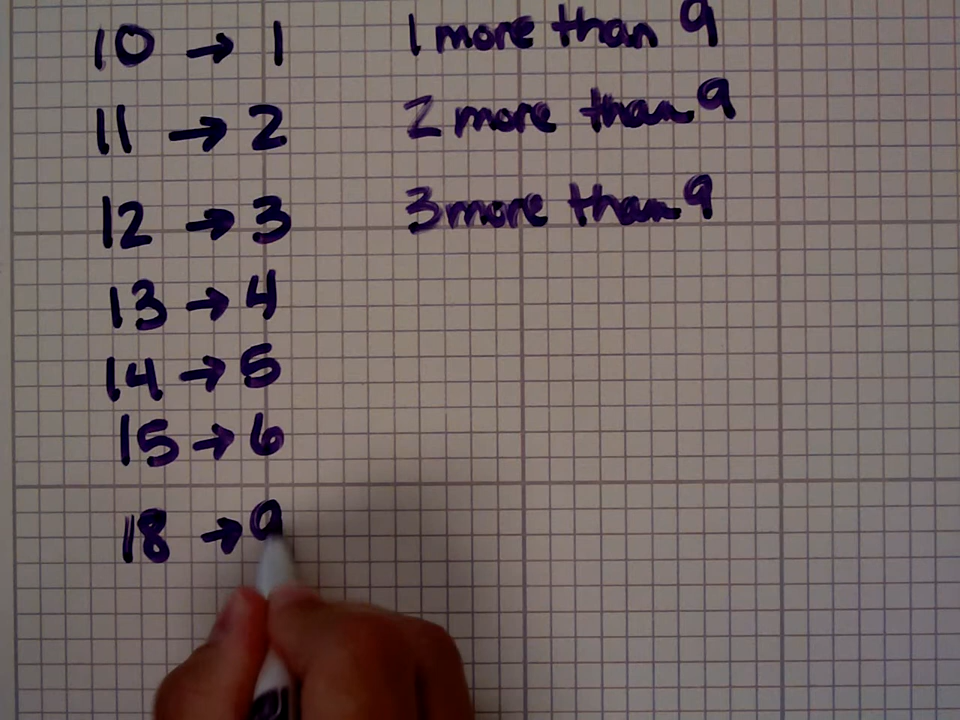 10 → 1 1 more than 9
11 → 2 2 more than 9
12 → 3 3 more than 9
13 → 4
14 → 5
15 → 6
18 → 9